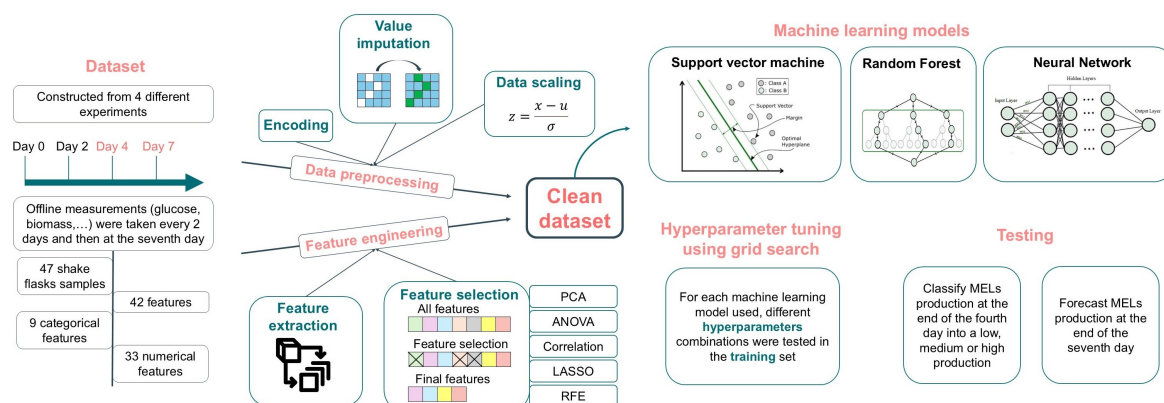 Dataset
Constructed from 4 different
experiments
Day 0 Day 2 Day 4 Day 7
Offline measurements (glucose,
biomass,…) were taken every 2
days and then at the seventh day
47 shake
flasks samples
42 features
9 categorical
features
33 numerical
features
Value
imputation
Encoding
Data scaling
z = (x − u) / σ
Data preprocessing
Feature engineering
Clean
dataset
Feature
extraction
Feature selection
All features
Feature selection
Final features
PCA
ANOVA
Correlation
LASSO
RFE
Machine learning models
Support vector machine
: Class A
: Class B
Support Vector
Margin
Optimal
Hyperplane
Random Forest
Neural Network
Hidden Layers
Input Layer
Output Layer
Hyperparameter tuning
using grid search
For each machine learning
model used, different
hyperparameters
combinations were tested in
the training set
Testing
Classify MELs
production at the
end of the fourth
day into a low,
medium or high
production
Forecast MELs
production at the
end of the
seventh day